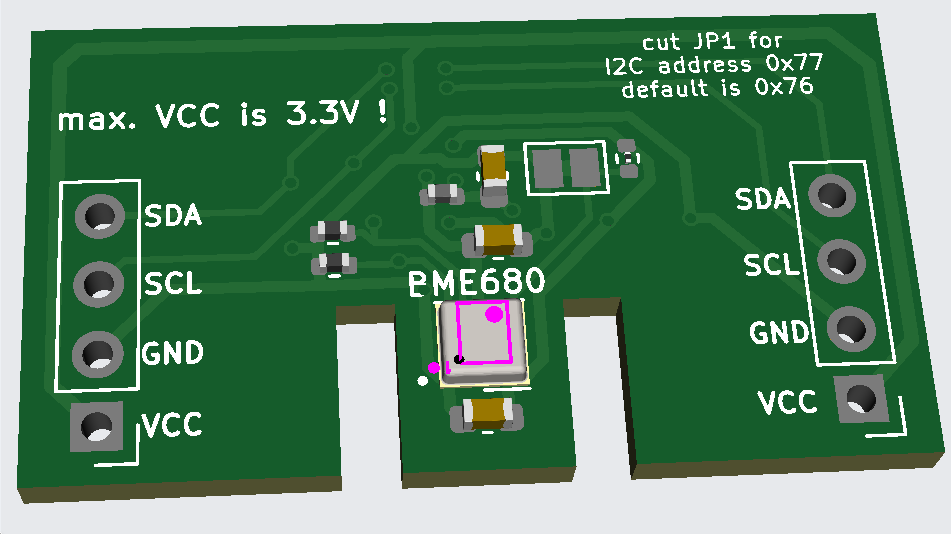 cut JP1 for
I2C address 0x77
default is 0x76
max. VCC is 3.3V !
SDA
SCL
GND
VCC
BME680
SDA
SCL
GND
VCC